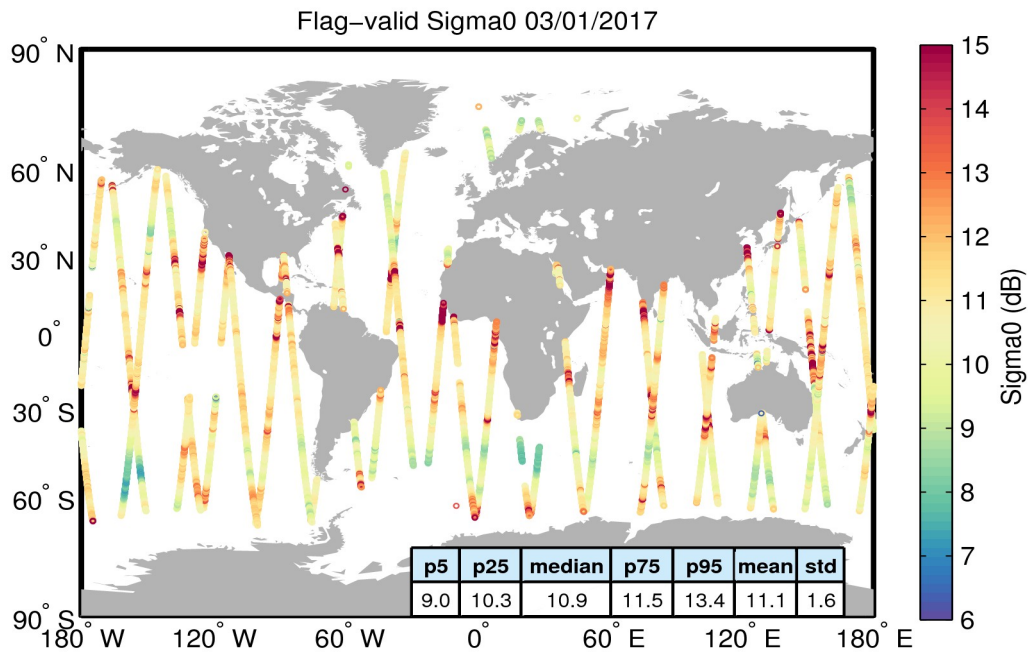 Flag−valid Sigma0 03/01/2017
90° N
60° N
30° N
0°
30° S
60° S
90° S
180° W
120° W
60° W
0°
60° E
120° E
180° E
p5 p25 median p75 p95 mean std
9.0 10.3 10.9 11.5 13.4 11.1 1.6
15
14
13
12
11
10
9
8
7
6
Sigma0 (dB)